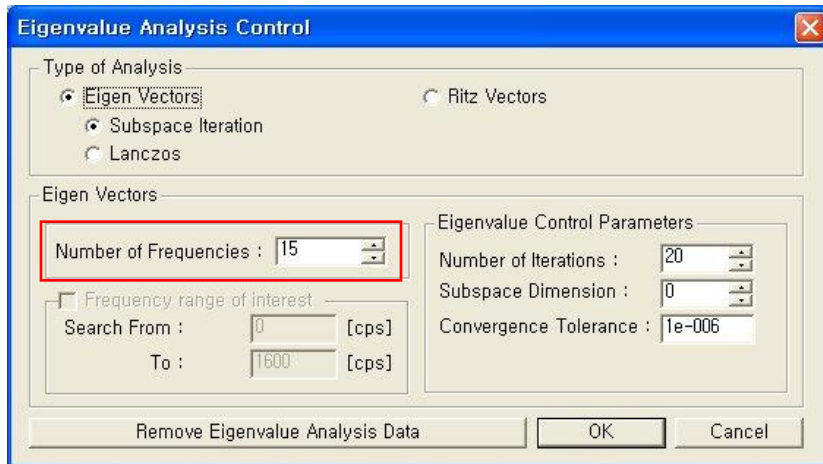 Eigenvalue Analysis Control
Type of Analysis
Eigen Vectors
Ritz Vectors
Subspace Iteration
Lanczos
Eigen Vectors
Number of Frequencies : 15
Frequency range of interest
Search From : 0 [cps]
To : 1600 [cps]
Eigenvalue Control Parameters
Number of Iterations : 20
Subspace Dimension : 0
Convergence Tolerance : 1e-006
Remove Eigenvalue Analysis Data
OK
Cancel